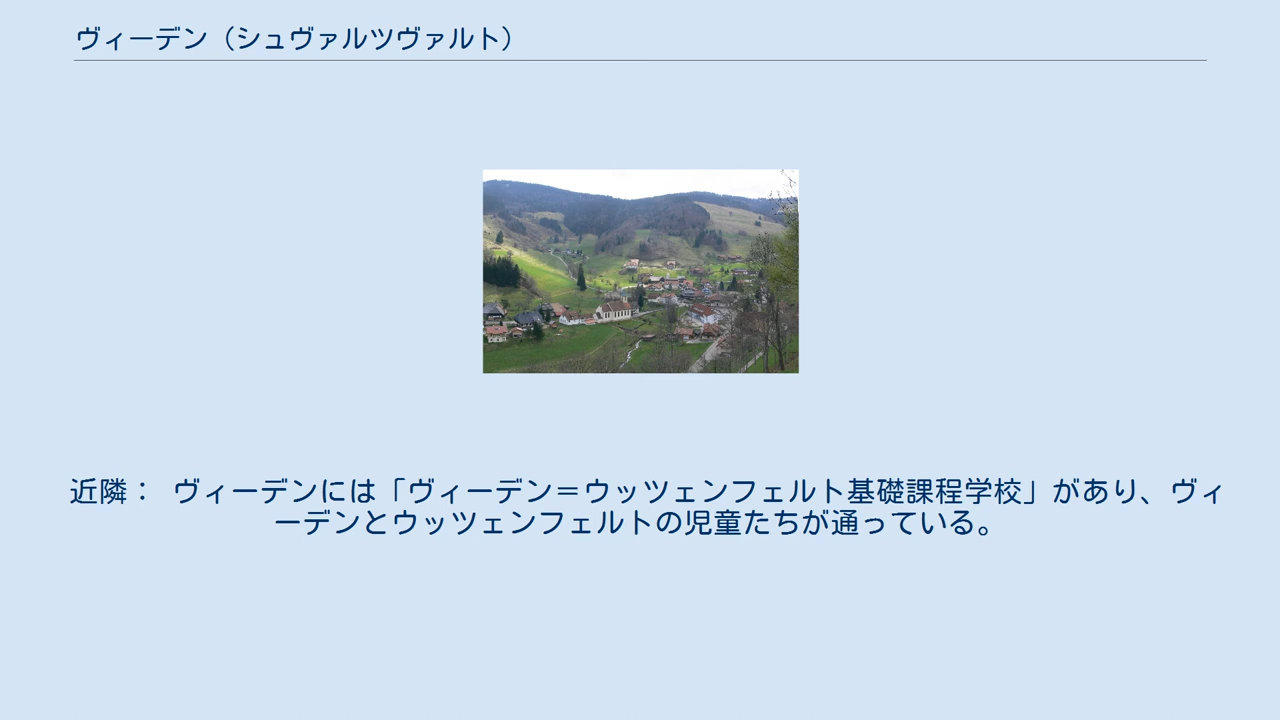 ヴィーデン（シュヴァルツヴァルト）
近隣： ヴィーデンには「ヴィーデン＝ウッツェンフェルト基礎課程学校」があり、ヴィ
ーデンとウッツェンフェルトの児童たちが通っている。